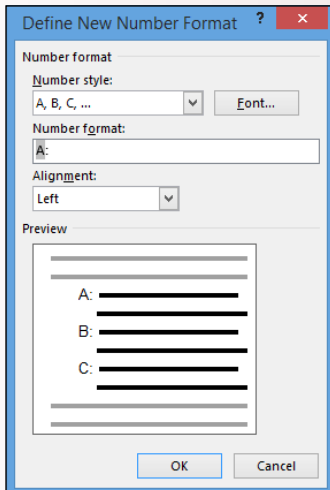 Define New Number Format ? ×
Number format
Number style:
A, B, C, ... Font...
Number format:
A:
Alignment:
Left
Preview
A:
B:
C:
OK Cancel